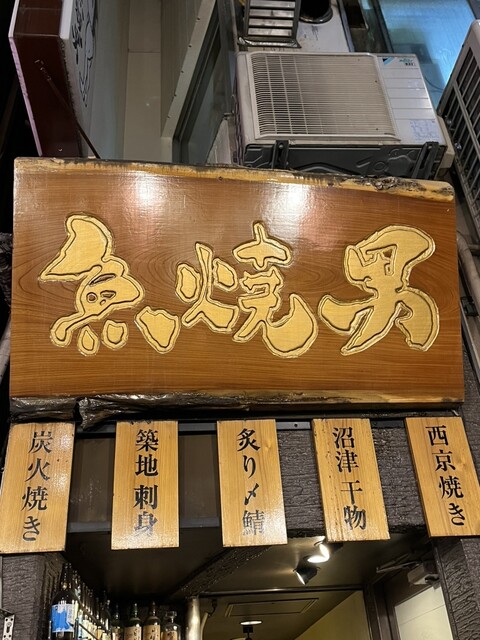 魚焼男
炭火焼き
築地 刺身
炙り〆鯖
沼津 干物
西京焼き